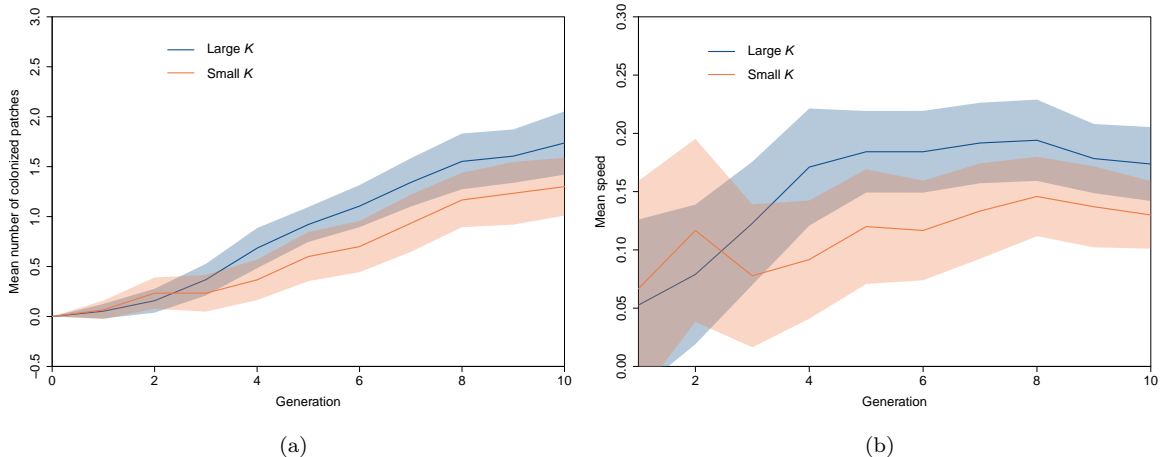 3.0
2.5
2.0
1.5
1.0
0.5
0.0
−0.5
Mean number of colonized patches
Large K
Small K
0 2 4 6 8 10
Generation
(a)
0.30
0.25
0.20
0.15
0.10
0.05
0.00
Mean speed
Large K
Small K
2 4 6 8 10
Generation
(b)